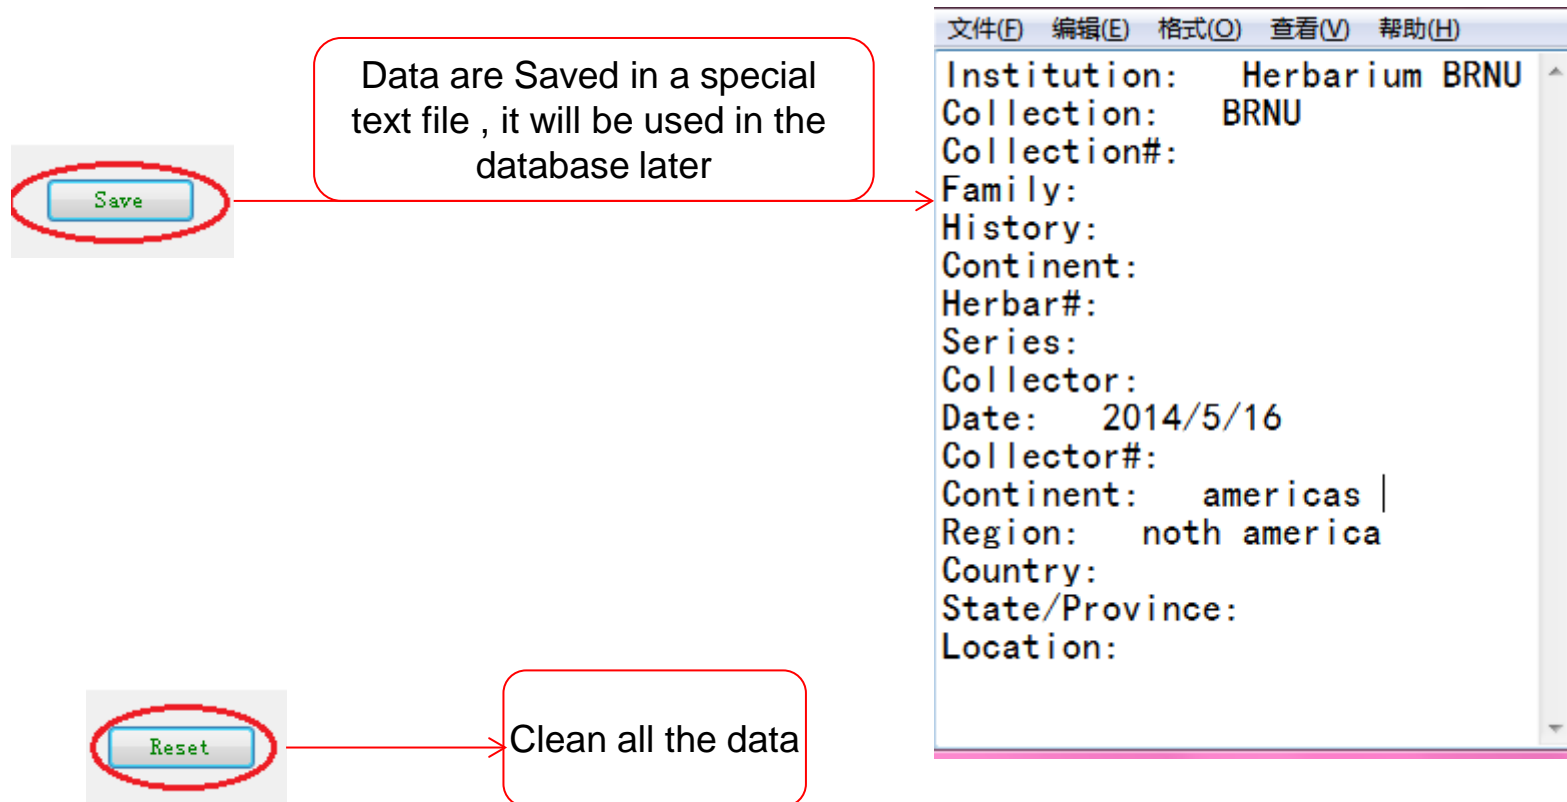 Save
Data are Saved in a special
text file , it will be used in the
database later
文件(F) 编辑(E) 格式(O) 查看(V) 帮助(H)
Institution: Herbarium BRNU
Collection: BRNU
Collection#:
Family:
History:
Continent:
Herbar#:
Series:
Collector:
Date: 2014/5/16
Collector#:
Continent: americas
Region: noth america
Country:
State/Province:
Location:
Reset
Clean all the data